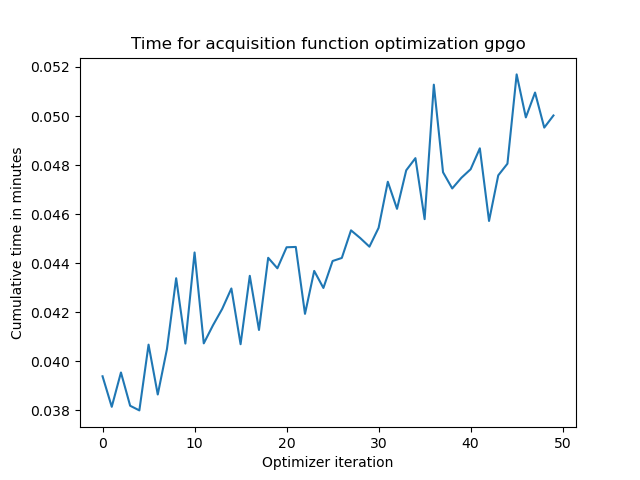 Time for acquisition function optimization gpgo
0.052
0.050
0.048
0.046
0.044
0.042
0.040
0.038
Cumulative time in minutes
0 10 20 30 40 50
Optimizer iteration